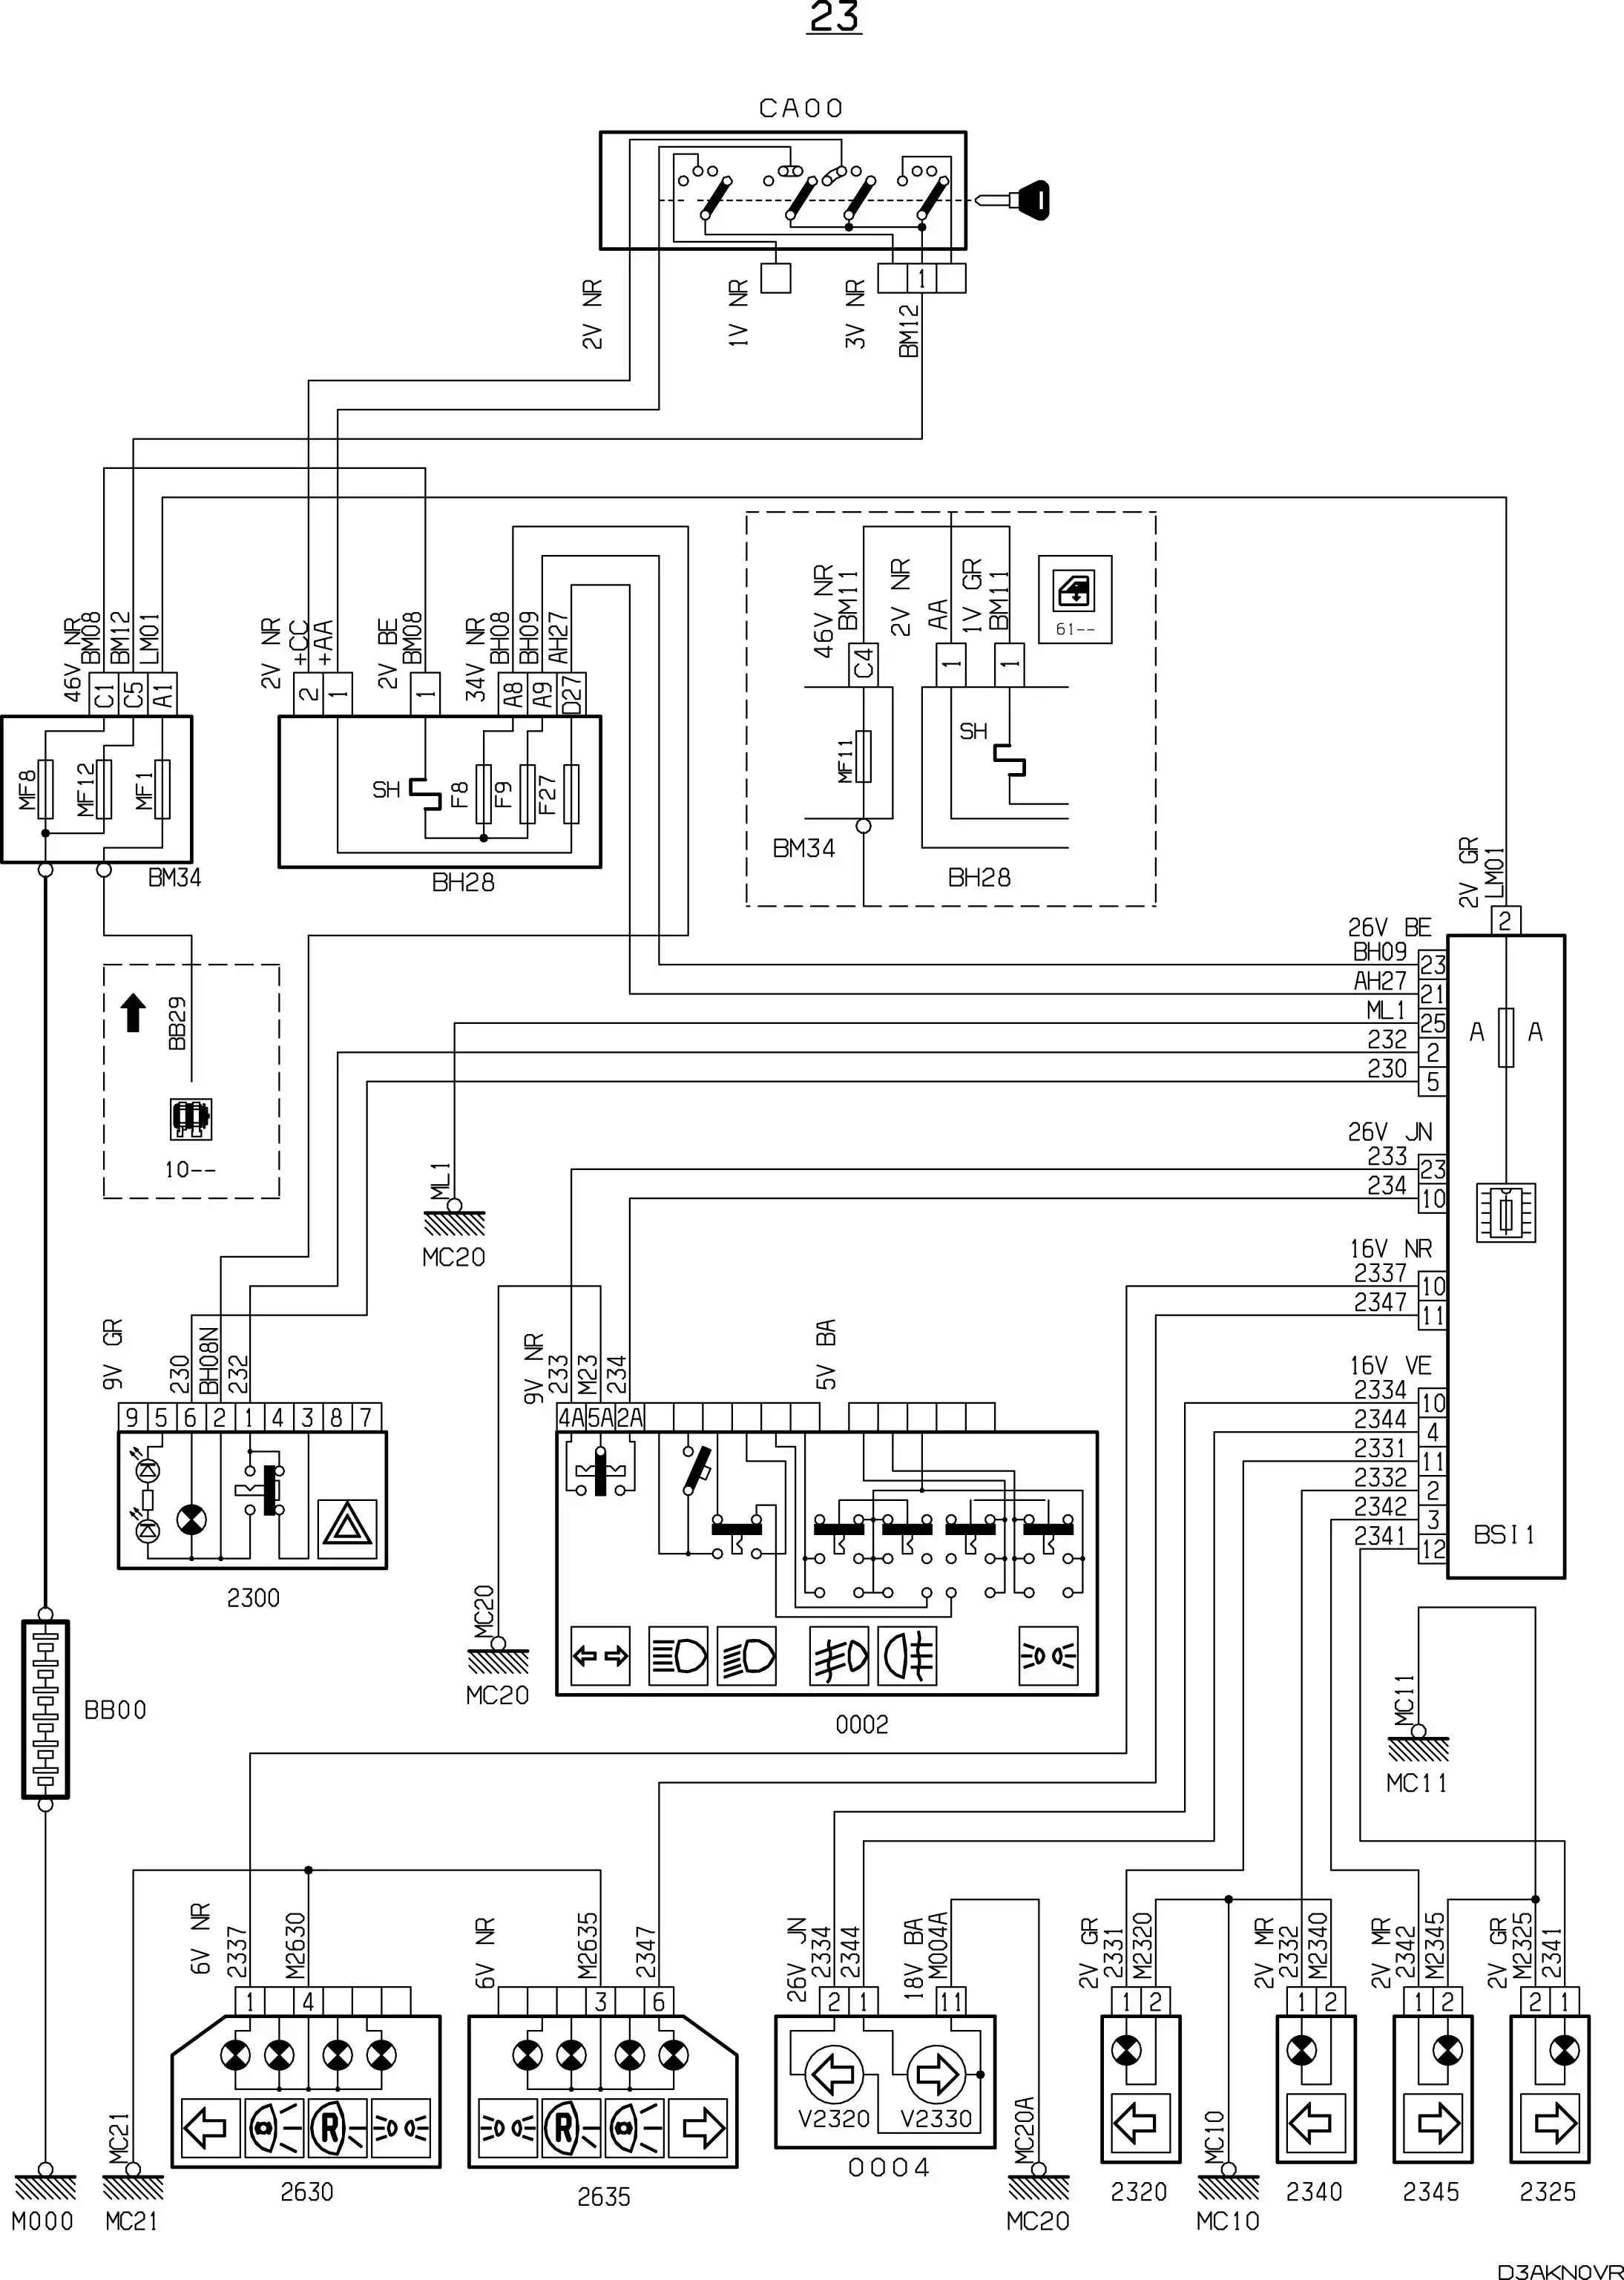 23
CA00
2V NR
1V NR
3V NR
1
BM12
46V NR
BM08
BM12
LM01
C1
C5
A1
MF8
MF12
MF1
BM34
2V NR
+CC
+AA
2
1
2V BE
BM08
1
34V NR
BH08
BH09
AH27
A8
A9
D27
SH
F8
F9
F27
BH28
46V NR
BM11
C4
2V NR
AA
1
1V GR
BM11
1
61--
MF11
SH
BM34
BH28
2V GR
LM01
2
BB29
10--
26V BE
BH09
23
AH27
21
ML1
25
232
2
230
5
A
A
26V JN
233
23
234
10
16V NR
2337
10
2347
11
16V VE
2334
10
2344
4
2331
11
2332
2
2342
3
2341
12
BSI1
ML1
MC20
9V GR
230
BH08N
232
9
5
6
2
1
4
3
8
7
2300
9V NR
233
M23
234
5V BA
4A
5A
2A
MC20
MC20
0002
BB00
MC11
MC11
6V NR
2337
M2630
1
4
R
2630
6V NR
M2635
2347
3
6
R
2635
26V JN
2334
2344
18V BA
M004A
2
1
11
V2320
V2330
0004
MC20A
MC20
2V GR
2331
M2320
1
2
2320
MC10
MC10
2V MR
2332
M2340
1
2
2340
2V MR
2342
M2345
1
2
2345
2V GR
M2325
2341
2
1
2325
M000
MC21
MC21
D3AKN0VR